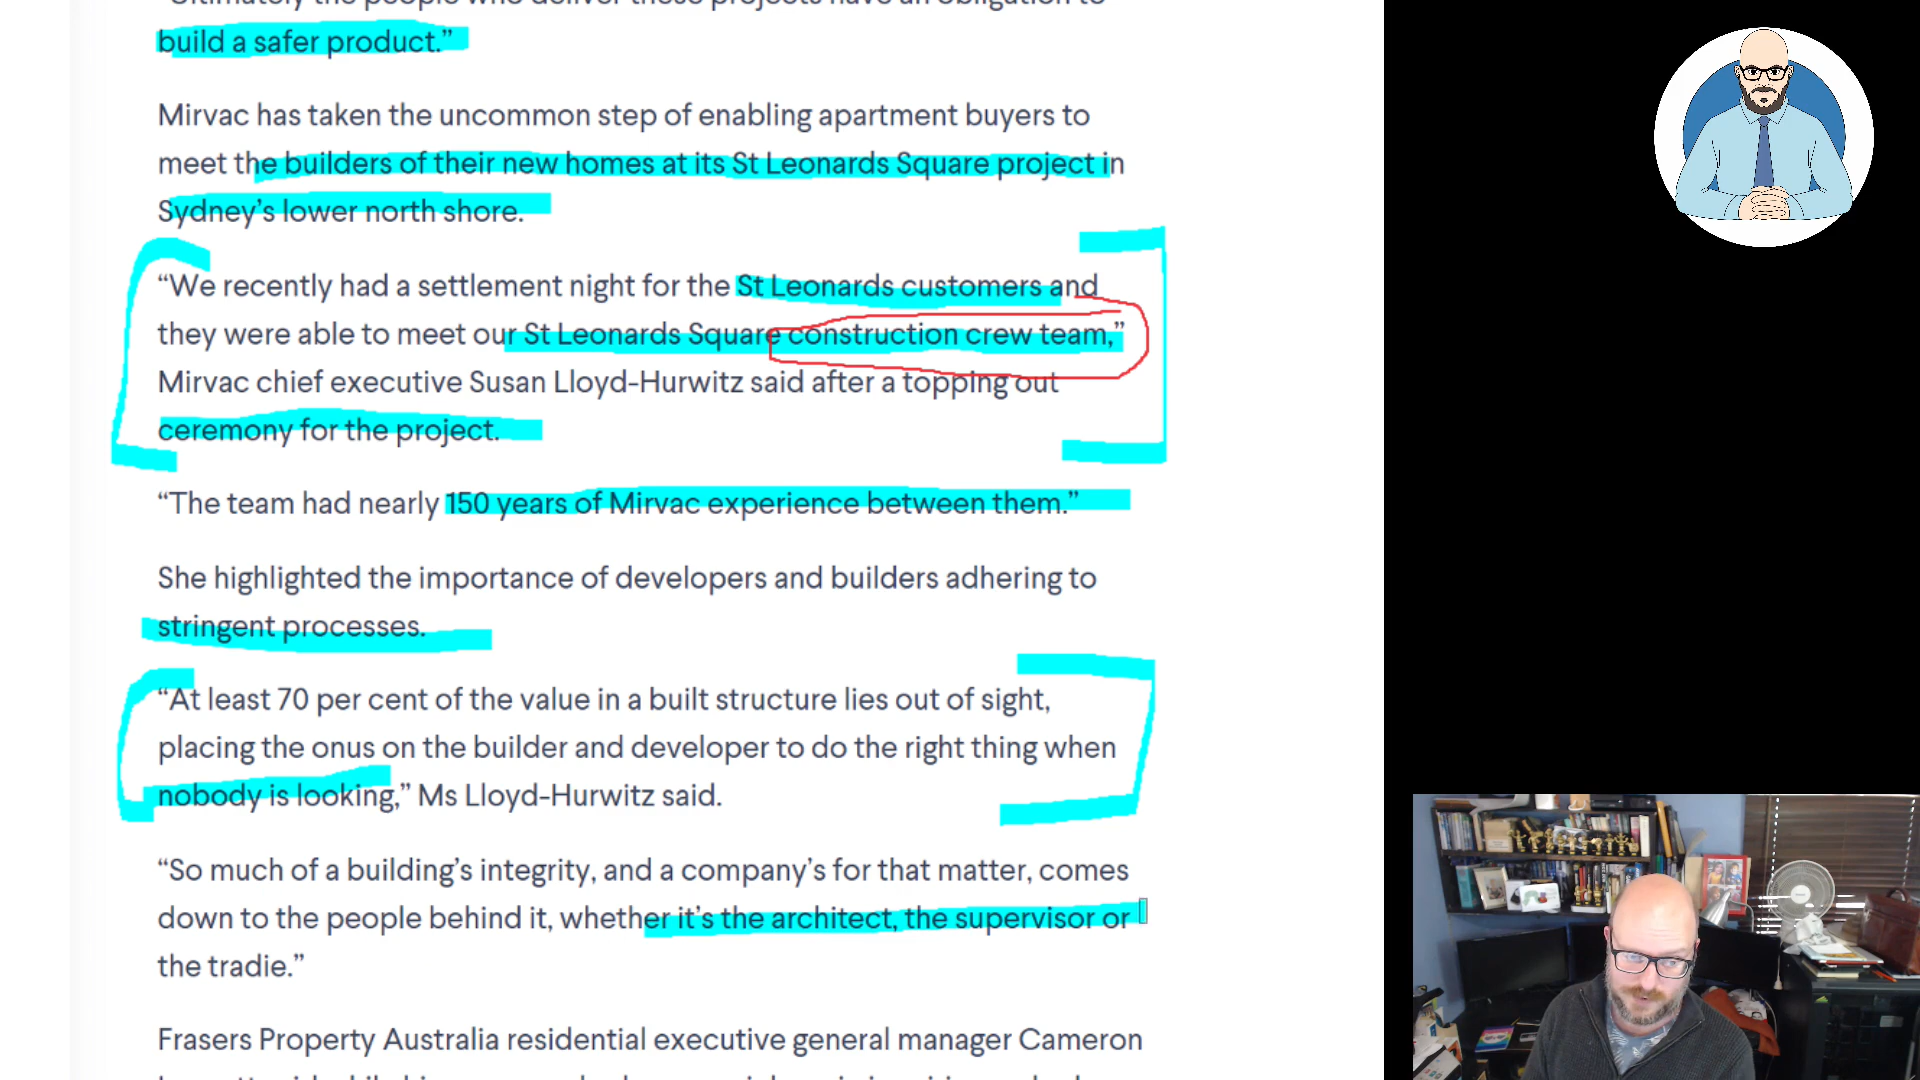 build a safer product.”
Mirvac has taken the uncommon step of enabling apartment buyers to
meet the builders of their new homes at its St Leonards Square project in
Sydney’s lower north shore.
“We recently had a settlement night for the St Leonards customers and
they were able to meet our St Leonards Square construction crew team,”
Mirvac chief executive Susan Lloyd-Hurwitz said after a topping out
ceremony for the project.
“The team had nearly 150 years of Mirvac experience between them.”
She highlighted the importance of developers and builders adhering to
stringent processes.
“At least 70 per cent of the value in a built structure lies out of sight,
placing the onus on the builder and developer to do the right thing when
nobody is looking,” Ms Lloyd-Hurwitz said.
“So much of a building’s integrity, and a company’s for that matter, comes
down to the people behind it, whether it’s the architect, the supervisor or
the tradie.”
Frasers Property Australia residential executive general manager Cameron